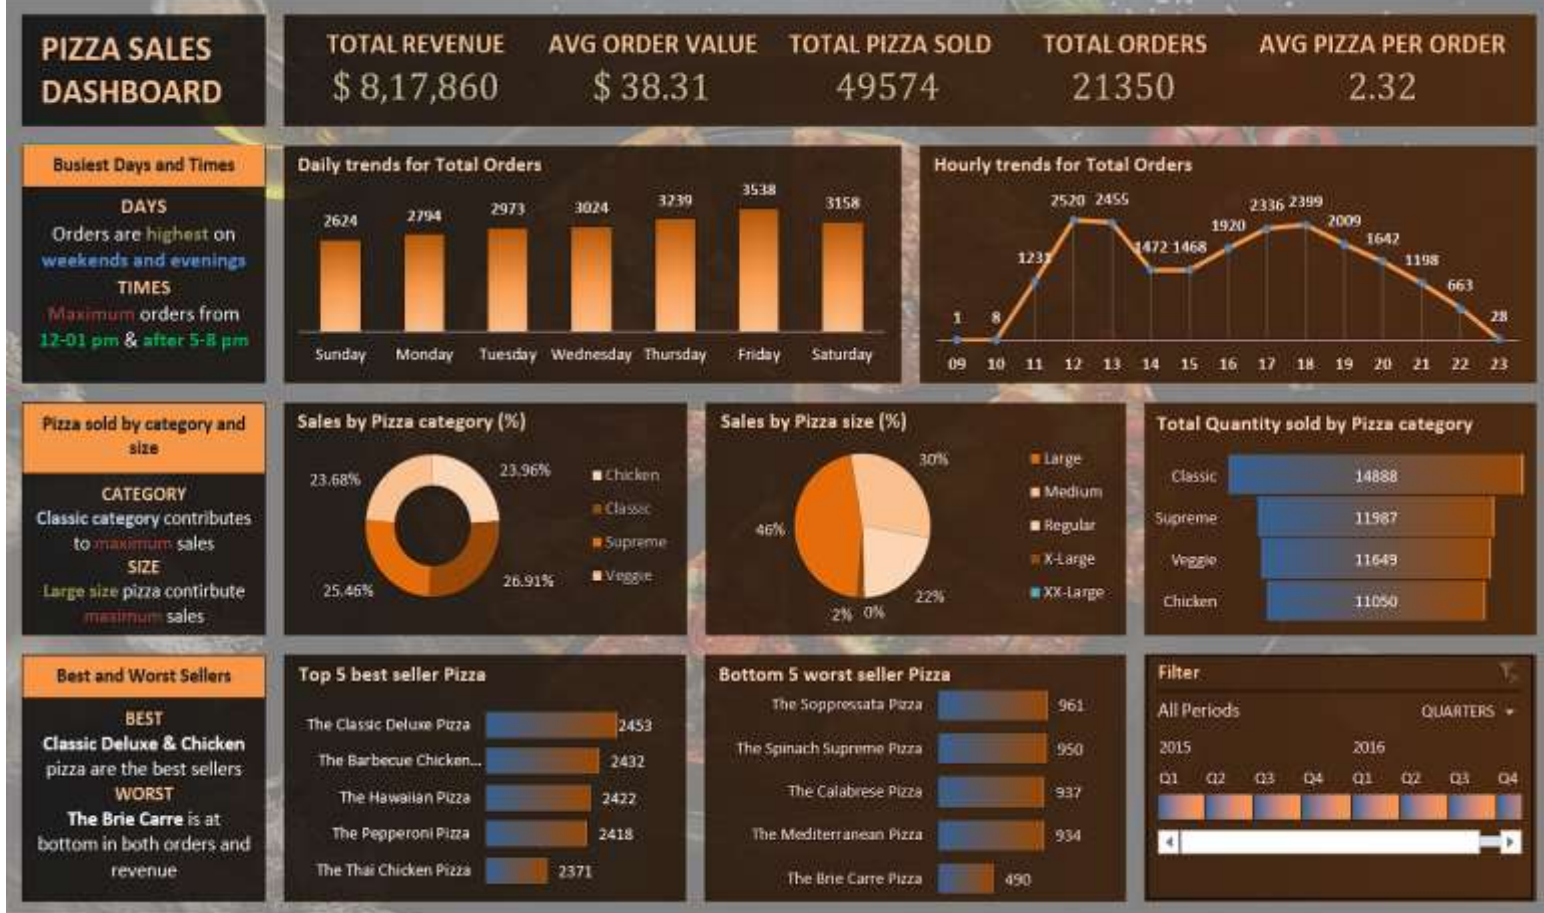 PIZZA SALES
DASHBOARD
TOTAL REVENUE
$ 8,17,860
AVG ORDER VALUE
$ 38.31
TOTAL PIZZA SOLD
49574
TOTAL ORDERS
21350
AVG PIZZA PER ORDER
2.32
Busiest Days and Times
DAYS
Orders are highest on
weekends and evenings
TIMES
Maximum orders from
12-01 pm & after 5-8 pm
Daily trends for Total Orders
2624 2794 2973 3024 3239 3538 3158
Sunday Monday Tuesday Wednesday Thursday Friday Saturday
Hourly trends for Total Orders
1 8 1231 2520 2455 1472 1468 1920 2336 2399 2009 1642 1198 663 28
09 10 11 12 13 14 15 16 17 18 19 20 21 22 23
Pizza sold by category and
size
CATEGORY
Classic category contributes
to maximum sales
SIZE
Large size pizza contirbute
maximum sales
Sales by Pizza category (%)
23.68%
23.96%
25.46%
26.91%
Chicken
Classic
Supreme
Veggie
Sales by Pizza size (%)
30%
46%
22%
2% 0%
Large
Medium
Regular
X-Large
XX-Large
Total Quantity sold by Pizza category
Classic 14888
Supreme 11987
Veggie 11649
Chicken 11050
Best and Worst Sellers
BEST
Classic Deluxe & Chicken
pizza are the best sellers
WORST
The Brie Carre is at
bottom in both orders and
revenue
Top 5 best seller Pizza
The Classic Deluxe Pizza 2453
The Barbecue Chicken... 2432
The Hawaiian Pizza 2422
The Pepperoni Pizza 2418
The Thai Chicken Pizza 2371
Bottom 5 worst seller Pizza
The Soppressata Pizza 961
The Spinach Supreme Pizza 950
The Calabrese Pizza 937
The Mediterranean Pizza 934
The Brie Carre Pizza 490
Filter
All Periods QUARTERS
2015 2016
Q1 Q2 Q3 Q4 Q1 Q2 Q3 Q4